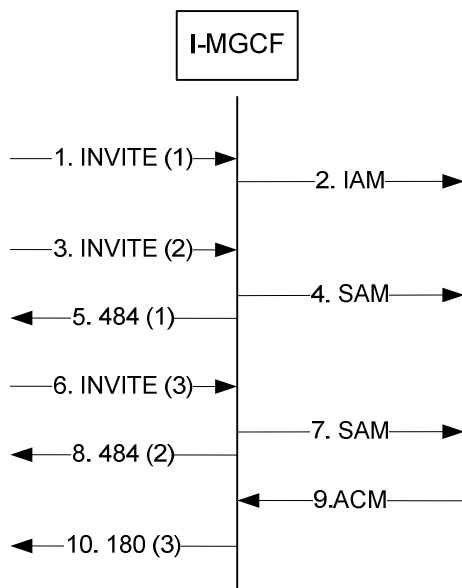 I-MGCF
1. INVITE (1)
2. IAM
3. INVITE (2)
4. SAM
5. 484 (1)
6. INVITE (3)
7. SAM
8. 484 (2)
9.ACM
10. 180 (3)